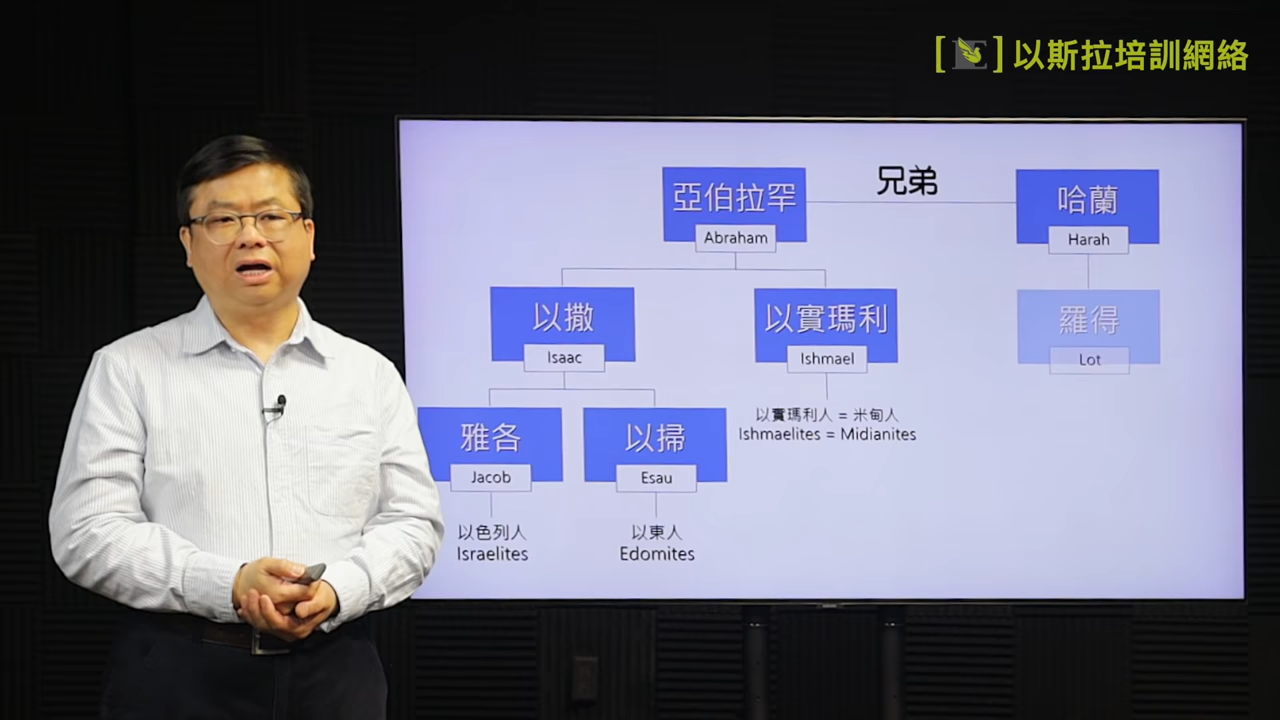 [E] 以斯拉培訓網絡
兄弟
亞伯拉罕
Abraham
哈蘭
Harah
以撒
Isaac
以實瑪利
Ishmael
羅得
Lot
以實瑪利人 = 米甸人
Ishmaelites = Midianites
雅各
Jacob
以掃
Esau
以色列人
Israelites
以東人
Edomites